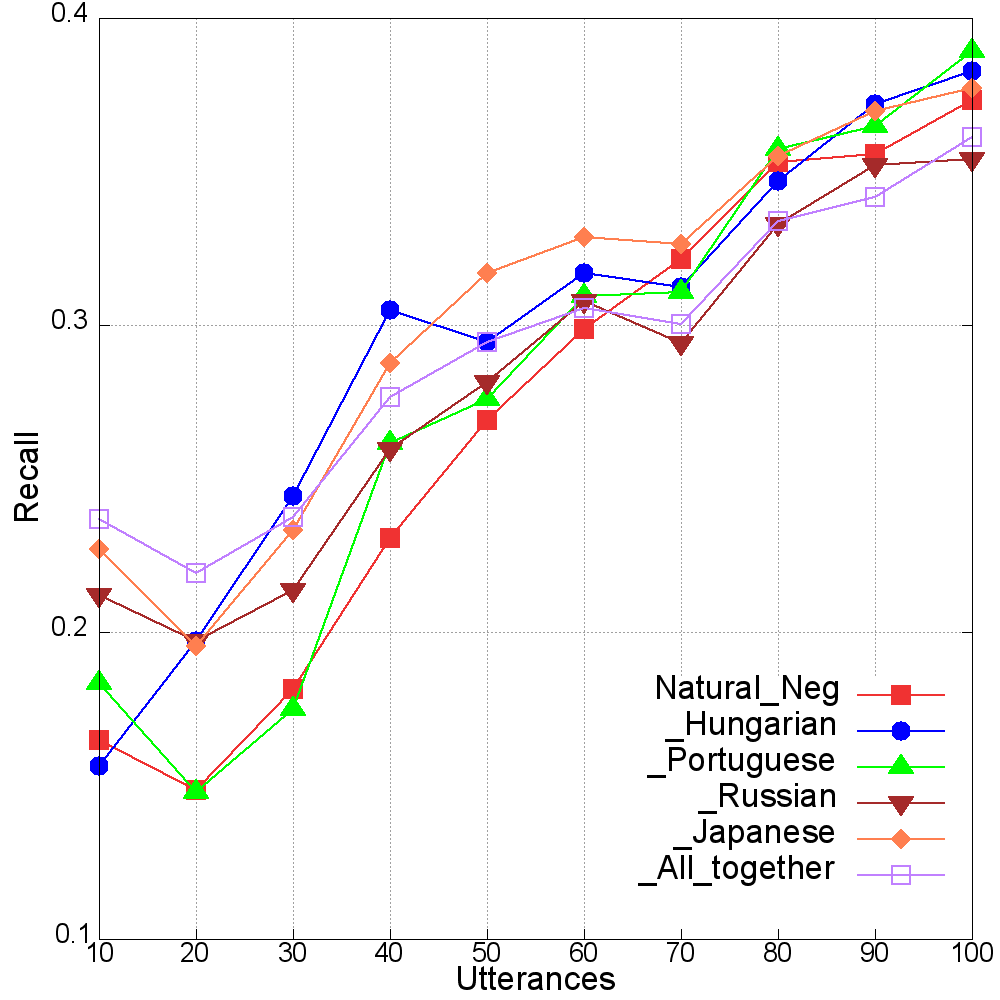 0.4
0.3
0.2
0.1
Recall
Natural_Neg
_Hungarian
_Portuguese
_Russian
_Japanese
_All_together
10 20 30 40 50 60 70 80 90 100
Utterances